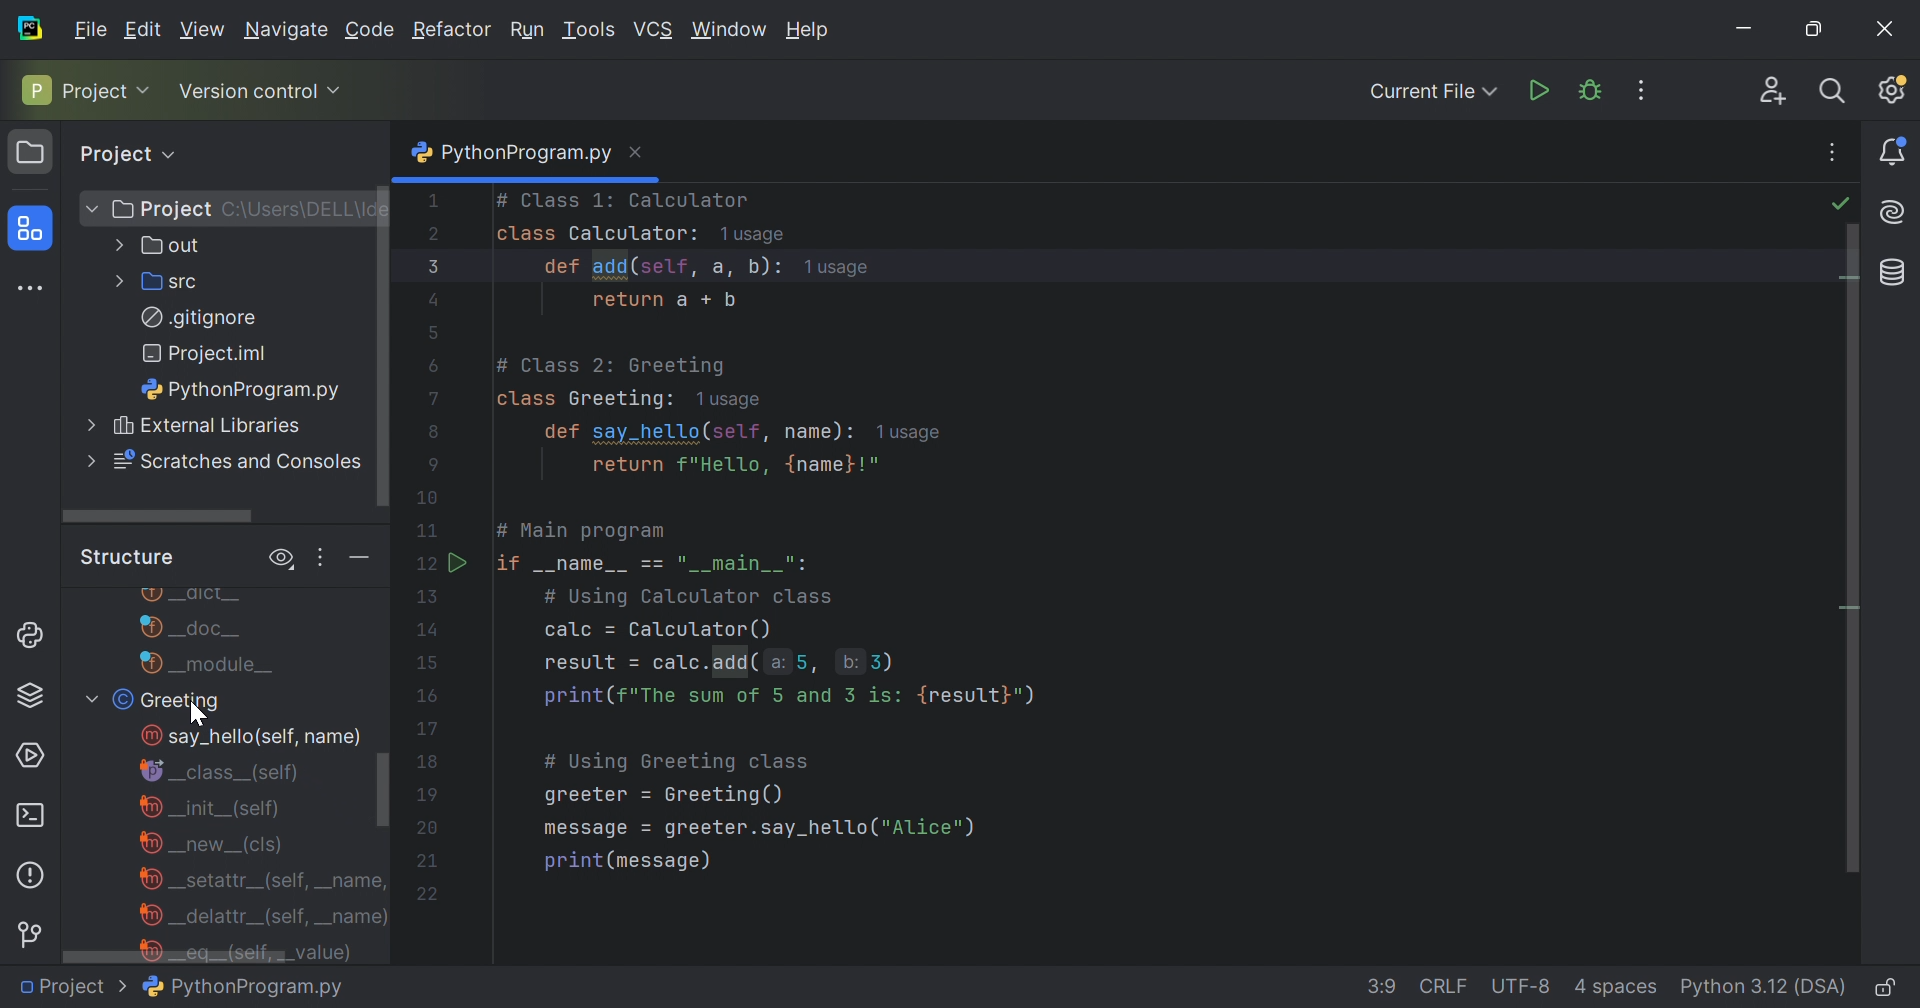 PC File Edit View Navigate Code Refactor Run Tools VCS Window Help
P Project Version control Current File
Project
PythonProgram.py
Project C:\Users\DELL\Ide
out
src
.gitignore
Project.iml
PythonProgram.py
External Libraries
Scratches and Consoles
Structure
__dict__
__doc__
__module__
Greeting
say_hello(self, name)
__class__(self)
__init__(self)
__new__(cls)
__setattr__(self, __name,
__delattr__(self, __name)
__eq__(self, __value)
1 # Class 1: Calculator
2 class Calculator: 1 usage
3 def add(self, a, b): 1 usage
4 return a + b
5
6 # Class 2: Greeting
7 class Greeting: 1 usage
8 def say_hello(self, name): 1 usage
9 return f"Hello, {name}!"
10
11 # Main program
12 if __name__ == "__main__":
13 # Using Calculator class
14 calc = Calculator()
15 result = calc.add( a: 5, b: 3)
16 print(f"The sum of 5 and 3 is: {result}")
17
18 # Using Greeting class
19 greeter = Greeting()
20 message = greeter.say_hello("Alice")
21 print(message)
22
Project > PythonProgram.py 3:9 CRLF UTF-8 4 spaces Python 3.12 (DSA)